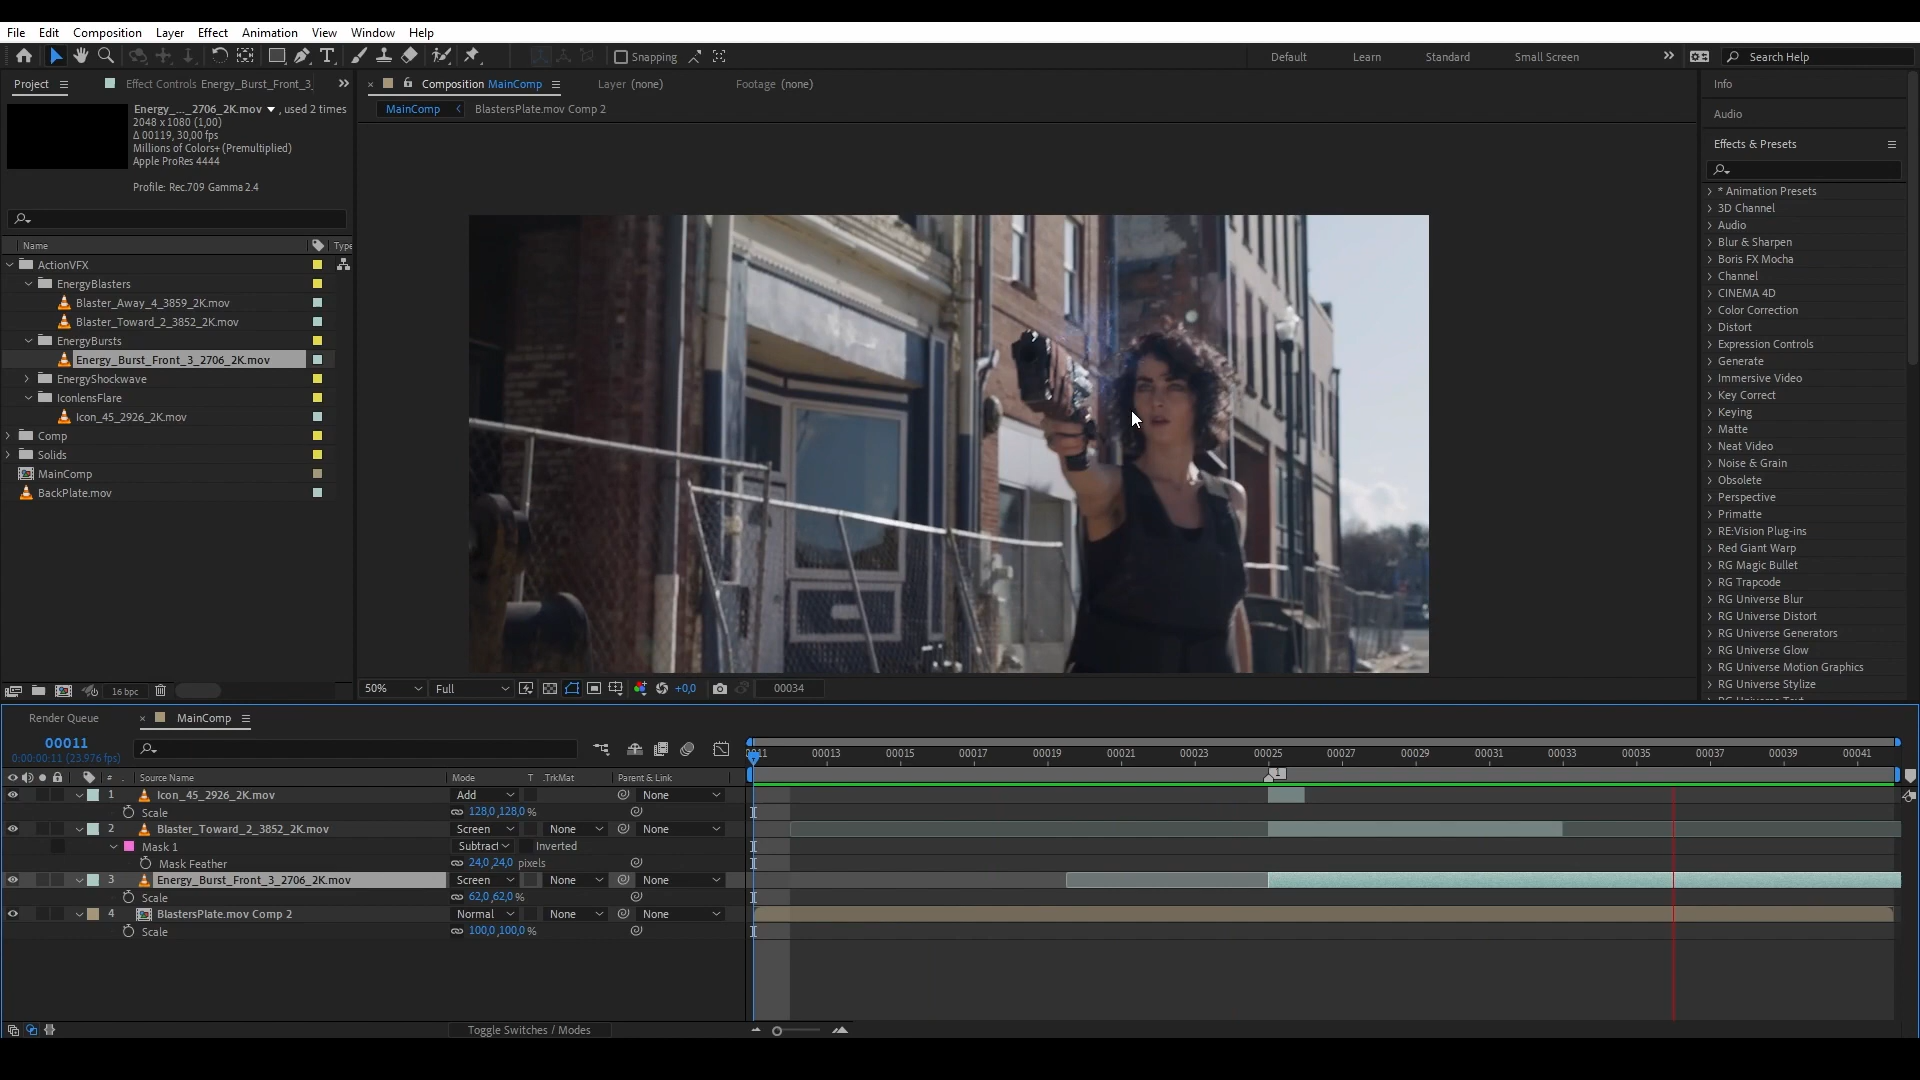 File Edit Composition Layer Effect Animation View Window Help
Snapping Default Learn Standard Small Screen Search Help
Project Effect Controls Energy_Burst_Front_3_
Composition MainComp Layer (none) Footage (none)
MainComp BlastersPlate.mov Comp 2
Energy_..._2706_2K.mov , used 2 times
2048 x 1080 (1,00)
Δ 00119, 30,00 fps
Millions of Colors+ (Premultiplied)
Apple ProRes 4444
Profile: Rec.709 Gamma 2.4
Name Type
ActionVFX
EnergyBlasters
Blaster_Away_4_3859_2K.mov
Blaster_Toward_2_3852_2K.mov
EnergyBursts
Energy_Burst_Front_3_2706_2K.mov
EnergyShockwave
IconlensFlare
Icon_45_2926_2K.mov
Comp
Solids
MainComp
BackPlate.mov
16 bpc
50% Full +0,0 00034
Info
Audio
Effects & Presets
* Animation Presets
3D Channel
Audio
Blur & Sharpen
Boris FX Mocha
Channel
CINEMA 4D
Color Correction
Distort
Expression Controls
Generate
Immersive Video
Key Correct
Keying
Matte
Neat Video
Noise & Grain
Obsolete
Perspective
Primatte
RE:Vision Plug-ins
Red Giant Warp
RG Magic Bullet
RG Trapcode
RG Universe Blur
RG Universe Distort
RG Universe Generators
RG Universe Glow
RG Universe Motion Graphics
RG Universe Stylize
Render Queue MainComp
00011
0:00:00:11 (23.976 fps)
00013 00015 00017 00019 00021 00023 00025 00027 00029 00031 00033 00035 00037 00039 00041
# Source Name Mode T .TrkMat Parent & Link
1
1 Icon_45_2926_2K.mov Add None
Scale 128,0,128,0 %
2 Blaster_Toward_2_3852_2K.mov Screen None None
Mask 1 Subtract Inverted
Mask Feather 24,0,24,0 pixels
3 Energy_Burst_Front_3_2706_2K.mov Screen None None
Scale 62,0,62,0 %
4 BlastersPlate.mov Comp 2 Normal None None
Scale 100,0,100,0 %
Toggle Switches / Modes